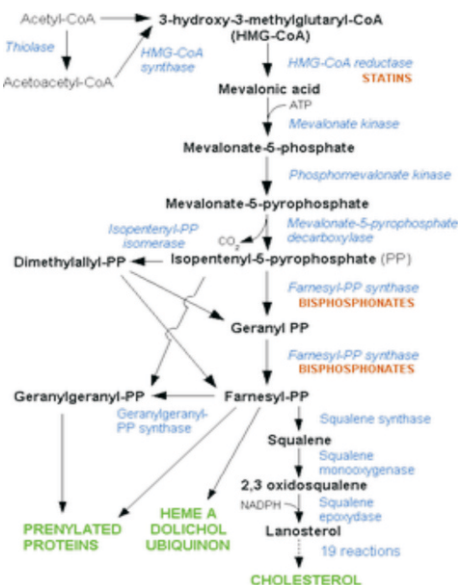 Acetyl-CoA
3-hydroxy-3-methylglutaryl-CoA
(HMG-CoA)
Thiolase
HMG-CoA
synthase
Acetoacetyl-CoA
HMG-CoA reductase
STATINS
Mevalonic acid
ATP
Mevalonate kinase
Mevalonate-5-phosphate
Phosphomevalonate kinase
Mevalonate-5-pyrophosphate
Isopentenyl-PP
isomerase
CO2
Mevalonate-5-pyrophosphate
decarboxylase
Dimethylallyl-PP
Isopentenyl-5-pyrophosphate (PP)
Farnesyl-PP synthase
BISPHOSPHONATES
Geranyl PP
Farnesyl-PP synthase
BISPHOSPHONATES
Geranylgeranyl-PP
Farnesyl-PP
Geranylgeranyl-
PP synthase
Squalene synthase
Squalene
Squalene
monooxygenase
2,3 oxidosqualene
NADPH
Squalene
epoxydase
Lanosterol
19 reactions
PRENYLATED
PROTEINS
HEME A
DOLICHOL
UBIQUINON
CHOLESTEROL